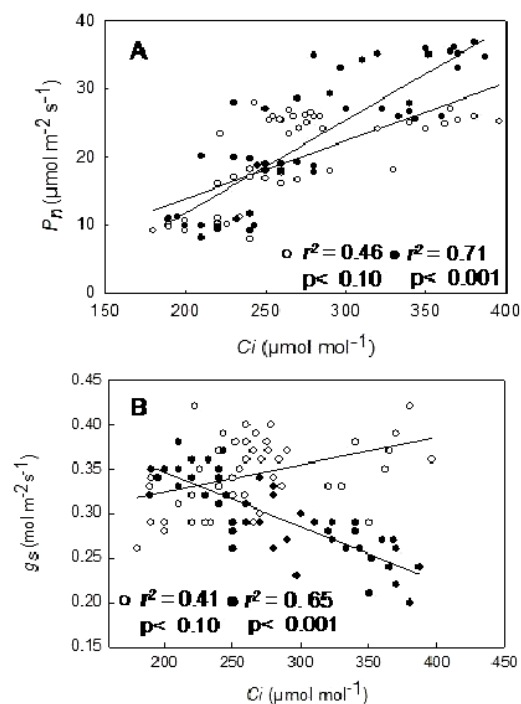 A
40
30
20
10
0
Pn (µmol m⁻² s⁻¹)
○ r² = 0.46 ● r² = 0.71
p< 0.10 p< 0.001
150 200 250 300 350 400
Ci (µmol mol⁻¹)
B
0.45
0.40
0.35
0.30
0.25
0.20
0.15
gs (mol m⁻² s⁻¹)
○ r² = 0.41 ● r² = 0.65
p< 0.10 p< 0.001
150 200 250 300 350 400 450
Ci (µmol mol⁻¹)